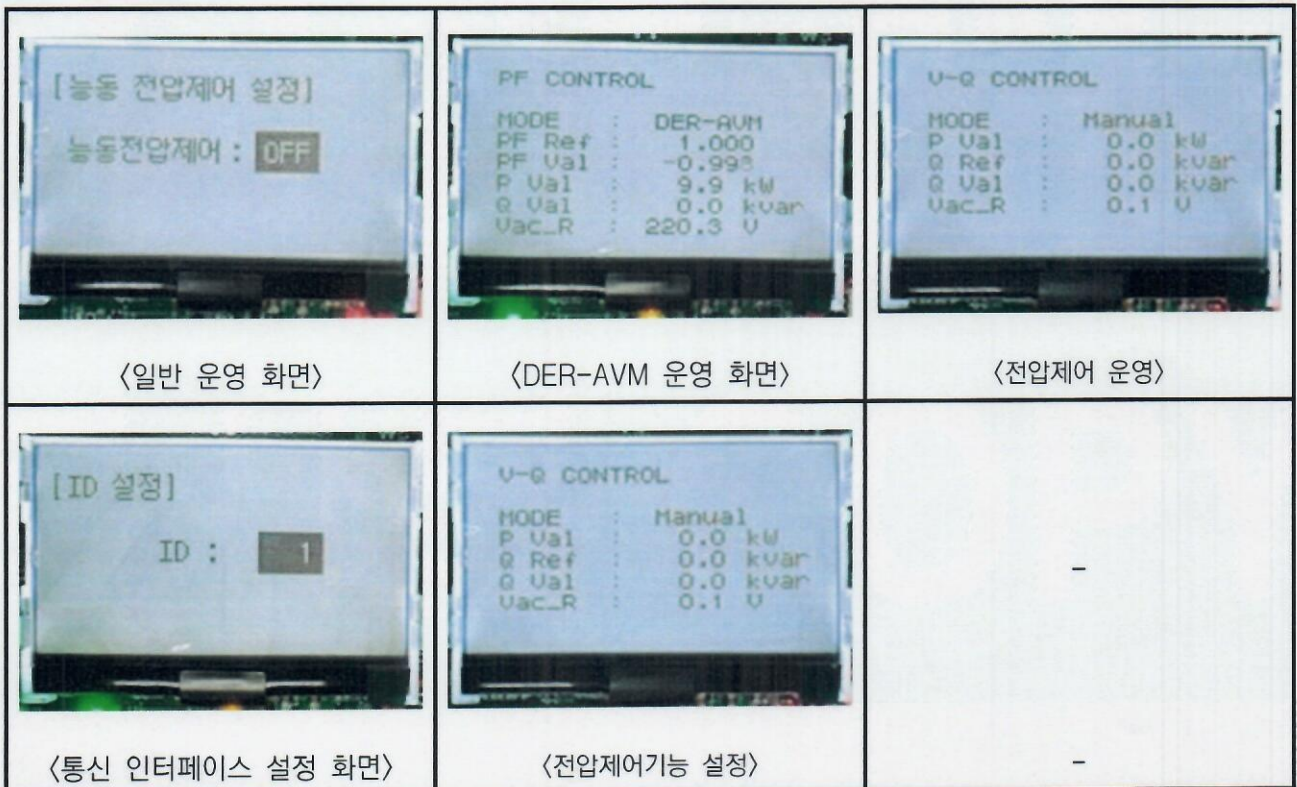 [능동 전압제어 설정]
능동전압제어 : OFF
<일반 운영 화면>
PF CONTROL
MODE : DER-AVM
PF Ref : 1.000
PF Val : -0.998
P Val : 9.9 kW
Q Val : 0.0 kvar
Vac_R : 220.3 V
<DER-AVM 운영 화면>
V-Q CONTROL
MODE : Manual
P Val : 0.0 kW
Q Ref : 0.0 kvar
Q Val : 0.0 kvar
Vac_R : 0.1 V
<전압제어 운영>
[ID 설정]
ID : 1
<통신 인터페이스 설정 화면>
V-Q CONTROL
MODE : Manual
P Val : 0.0 kW
Q Ref : 0.0 kvar
Q Val : 0.0 kvar
Vac_R : 0.1 V
<전압제어기능 설정>
-
-